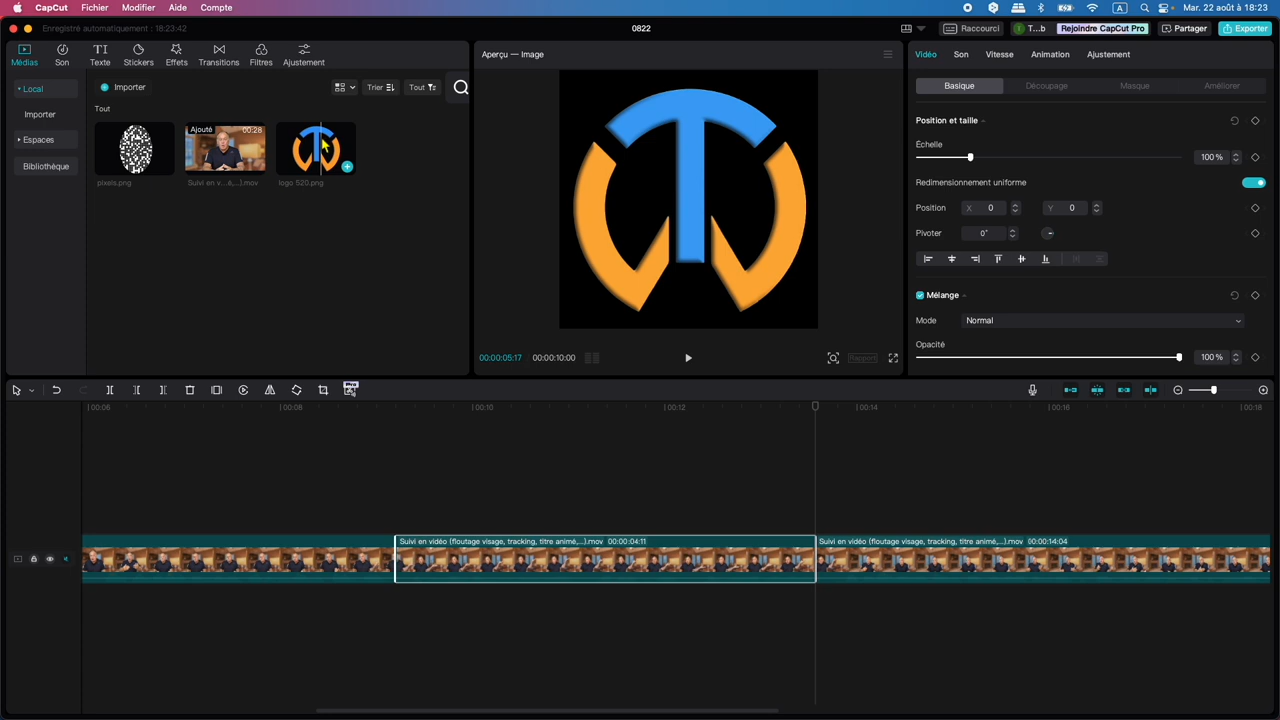 CapCut Fichier Modifier Aide Compte A Mar. 22 août à 18:23
Enregistré automatiquement : 18:23:42 0822 Raccourci T...b Rejoindre CapCut Pro Partager Exporter
Médias Son Texte Stickers Effets Transitions Filtres Ajustement
Local
Importer
Espaces
Bibliothèque
Importer Trier Tout
Tout
Ajouté 00:28
pixels.png Suivi en v...é,...).mov logo 520.png
Aperçu — Image
00:00:05:17 00:00:10:00 Rapport
Vidéo Son Vitesse Animation Ajustement
Basique Découpage Masque Améliorer
Position et taille
Échelle
100 %
Redimensionnement uniforme
Position X 0 Y 0
Pivoter 0°
Mélange
Mode Normal
Opacité
100 %
Pro
00:06 00:08 00:10 00:12 00:14 00:16 00:18
Suivi en vidéo (floutage visage, tracking, titre animé,...).mov 00:00:04:11
Suivi en vidéo (floutage visage, tracking, titre animé,...).mov 00:00:14:04